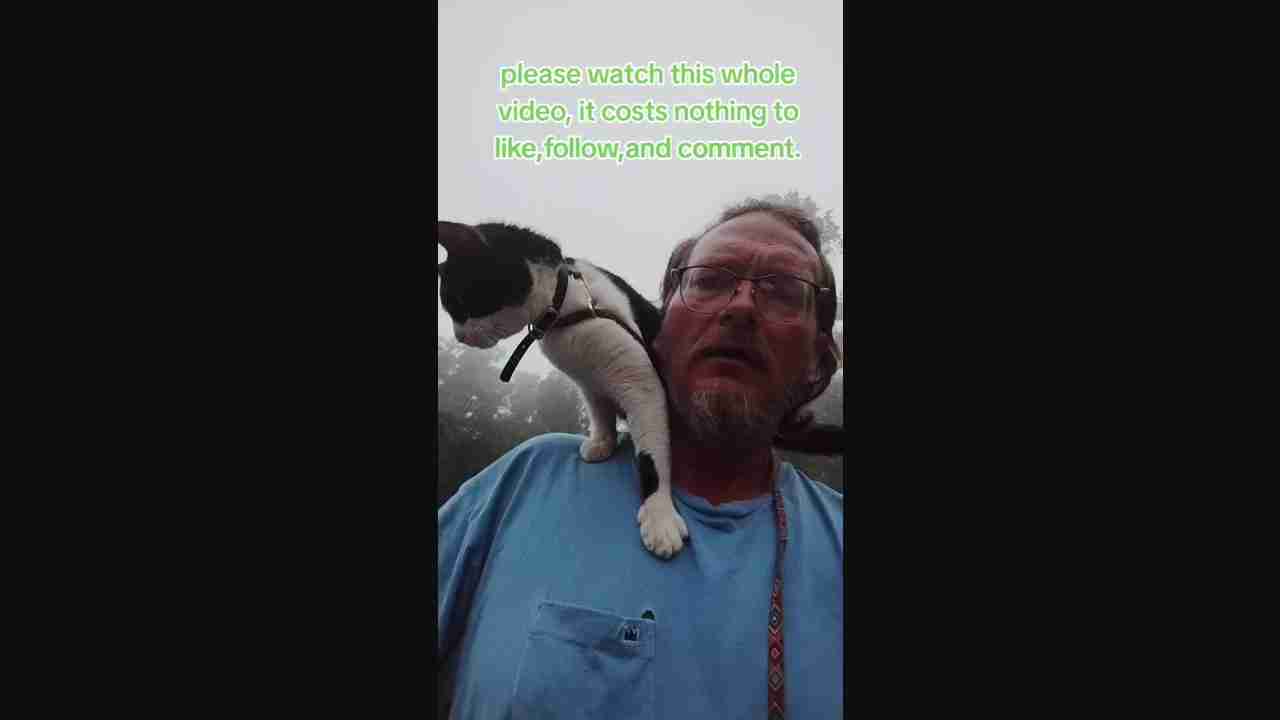 please watch this whole
video, it costs nothing to
like,follow,and comment.